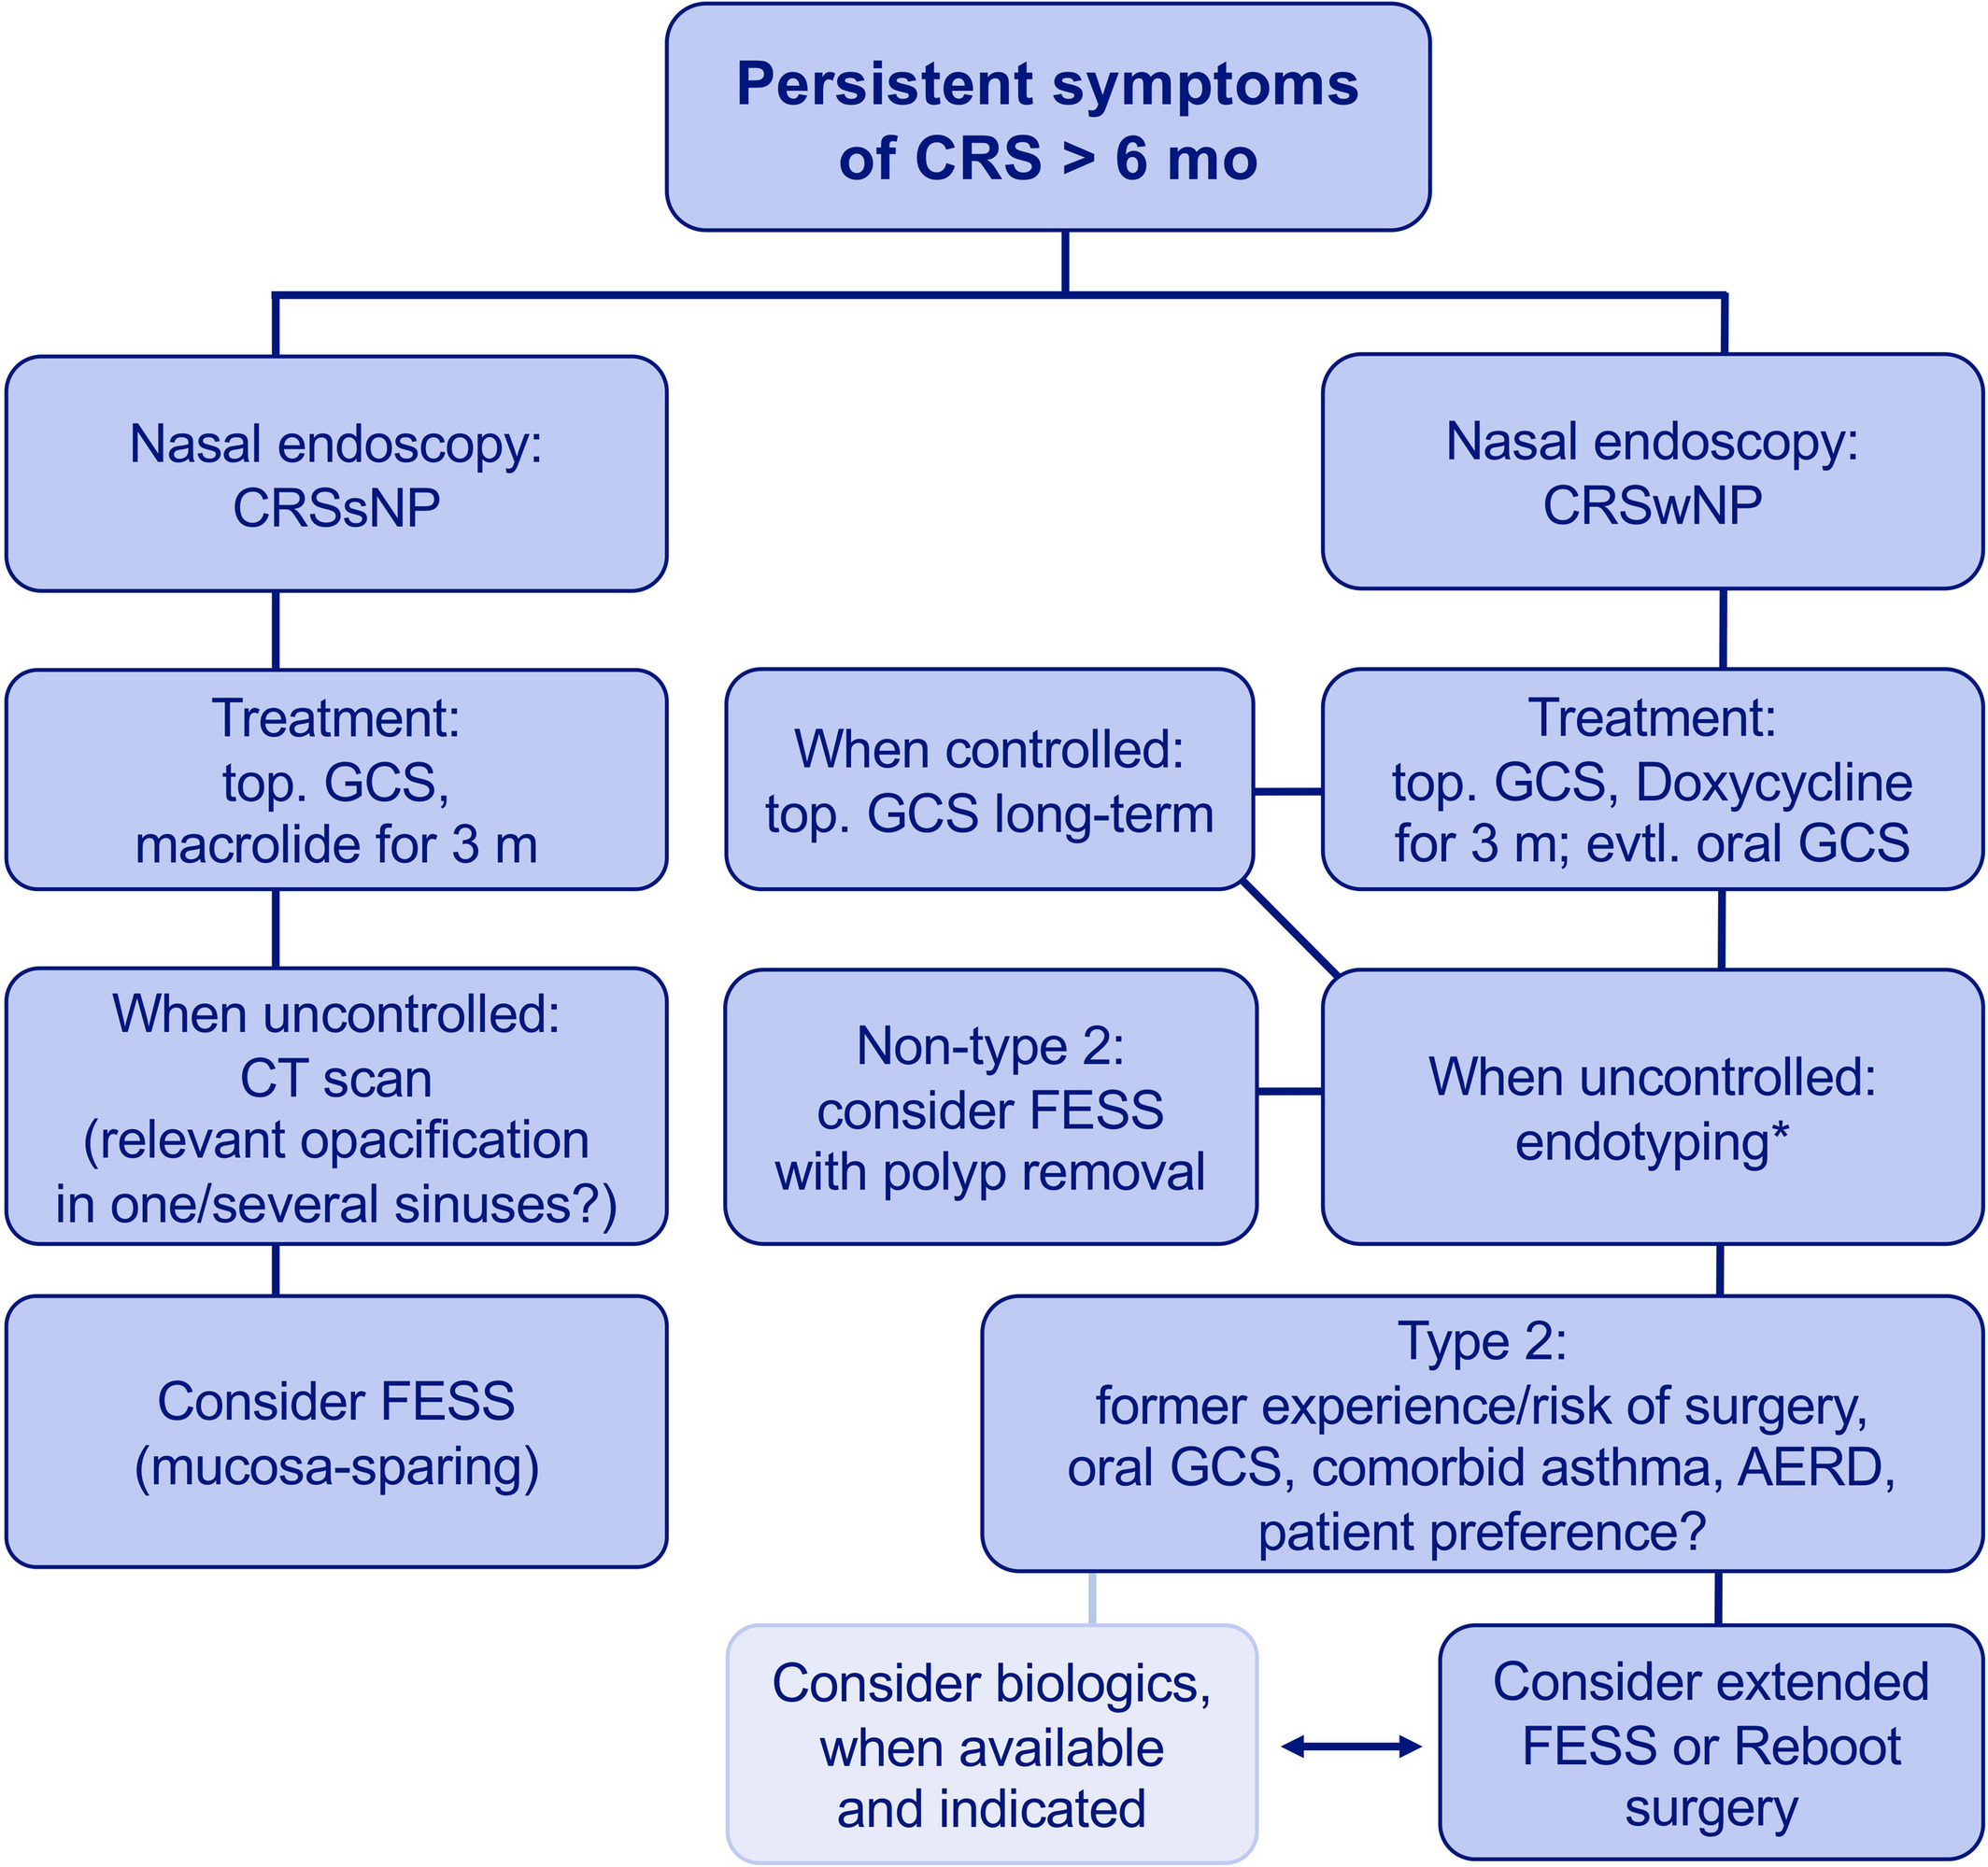 Persistent symptoms
of CRS > 6 mo
Nasal endoscopy:
CRSsNP
Nasal endoscopy:
CRSwNP
Treatment:
top. GCS,
macrolide for 3 m
When controlled:
top. GCS long-term
Treatment:
top. GCS, Doxycycline
for 3 m; evtl. oral GCS
When uncontrolled:
CT scan
(relevant opacification
in one/several sinuses?)
Non-type 2:
consider FESS
with polyp removal
When uncontrolled:
endotyping*
Consider FESS
(mucosa-sparing)
Type 2:
former experience/risk of surgery,
oral GCS, comorbid asthma, AERD,
patient preference?
Consider biologics,
when available
and indicated
Consider extended
FESS or Reboot
surgery